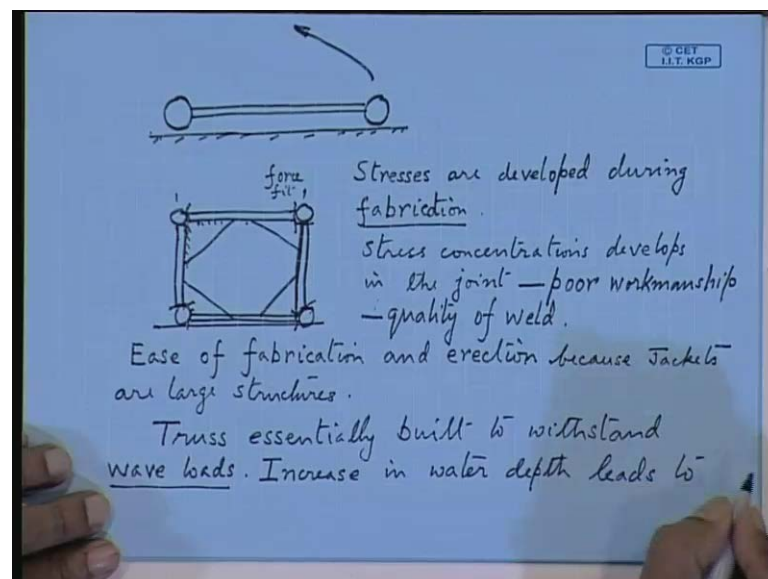 © CET
I.I.T. KGP
force
fit
Stresses are developed during
fabrication.
Stress concentrations develops
in the joint — poor workmanship
— quality of weld.
Ease of fabrication and erection because Jackets
are large structures.
Truss essentially built to withstand
wave loads. Increase in water depth leads to